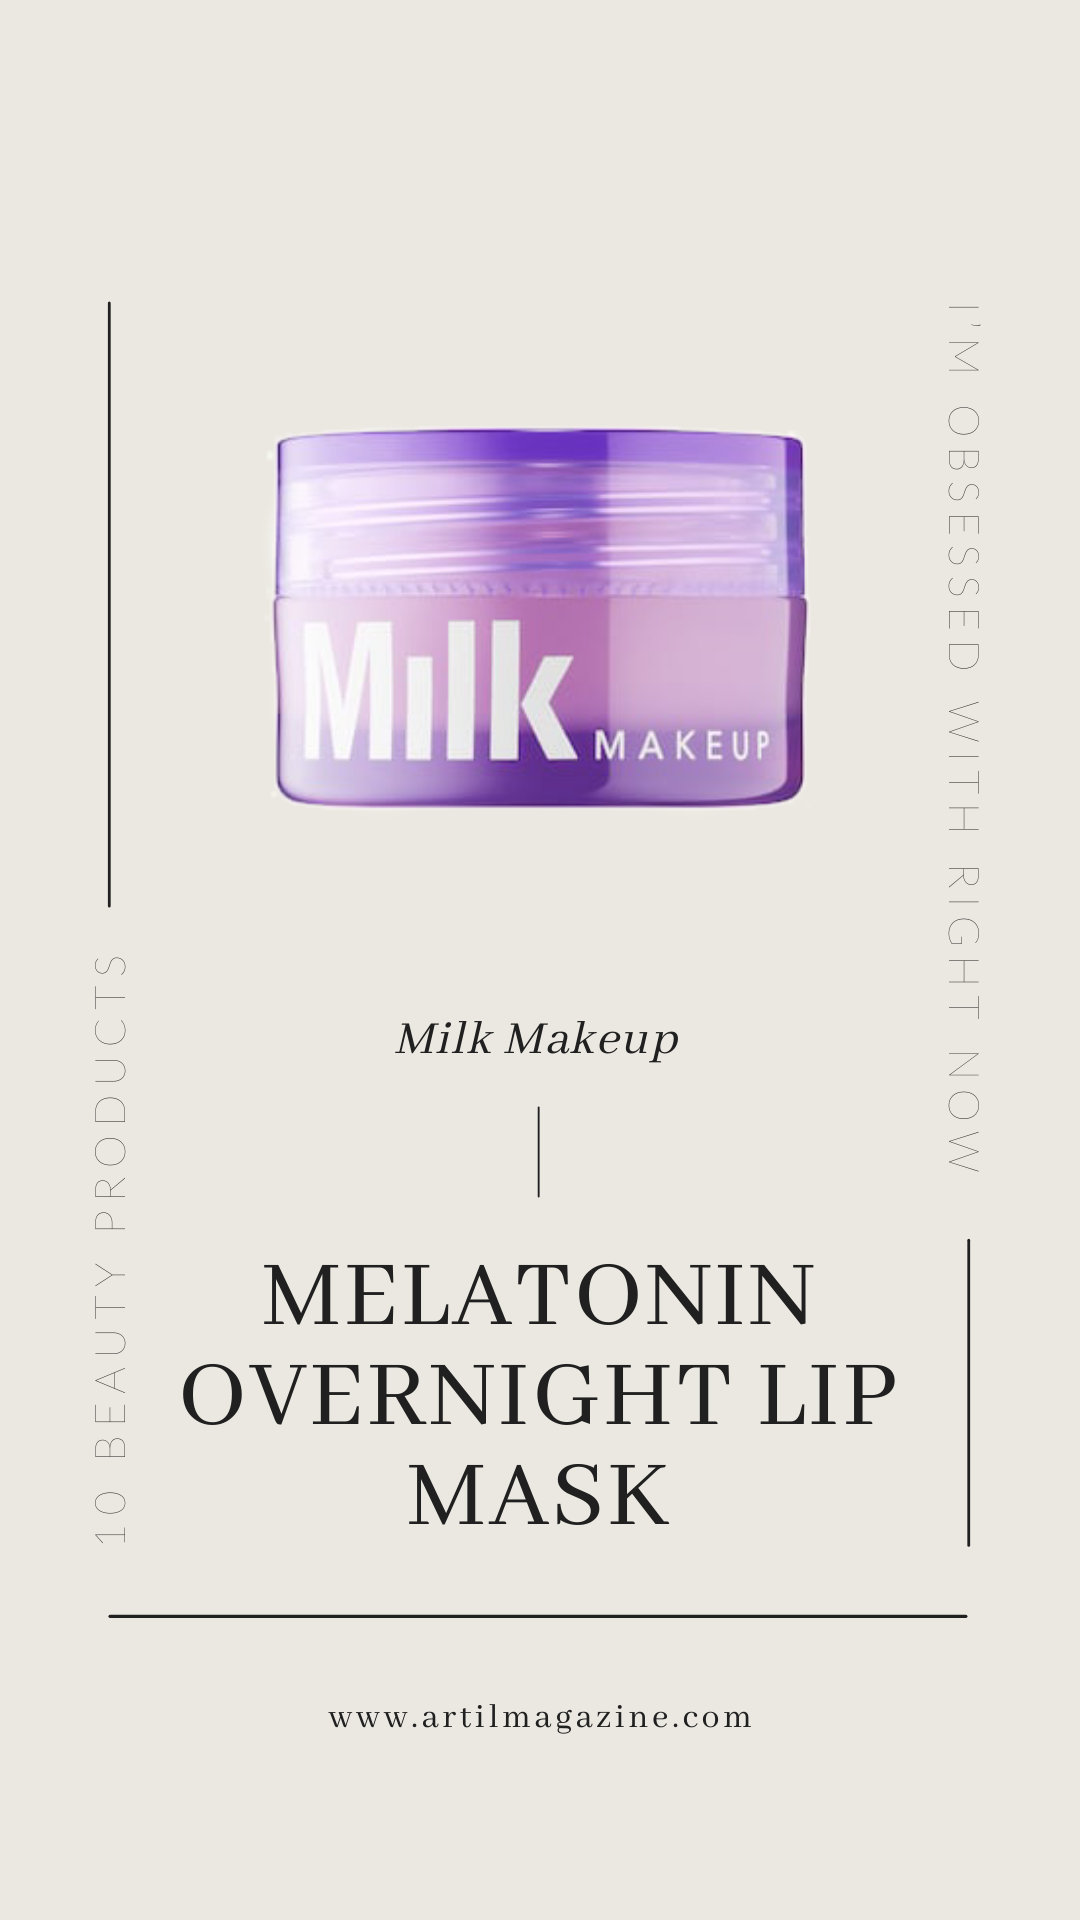 10 BEAUTY PRODUCTS
I'M OBSESSED WITH RIGHT NOW
Milk MAKEUP
Milk Makeup
MELATONIN
OVERNIGHT LIP
MASK
www.artilmagazine.com